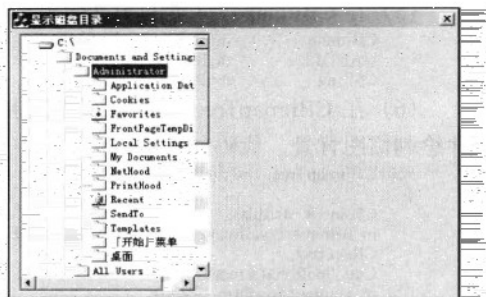 显示磁盘目录
C:\
Documents and Setting
Administrator
Application Dat
Cookies
Favorites
FrontPageTempDi
Local Settings
My Documents
NetHood
PrintHood
Recent
SendTo
Templates
「开始」菜单
桌面
All Users